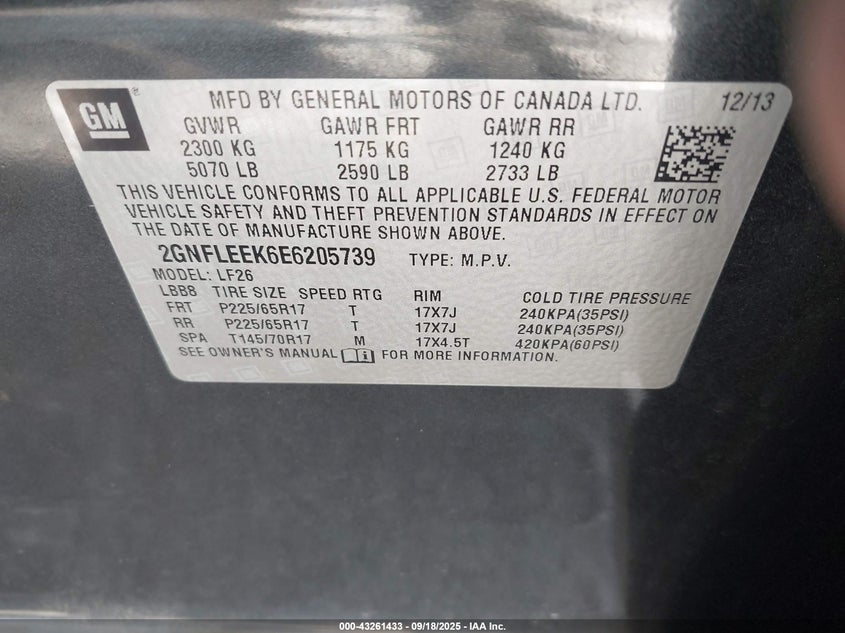 GM
MFD BY GENERAL MOTORS OF CANADA LTD. 12/13
GVWR GAWR FRT GAWR RR
2300 KG 1175 KG 1240 KG
5070 LB 2590 LB 2733 LB
THIS VEHICLE CONFORMS TO ALL APPLICABLE U.S. FEDERAL MOTOR
VEHICLE SAFETY AND THEFT PREVENTION STANDARDS IN EFFECT ON
THE DATE OF MANUFACTURE SHOWN ABOVE.
2GNFLEEK6E6205739 TYPE: M.P.V.
MODEL: LF26
LBB8 TIRE SIZE SPEED RTG RIM COLD TIRE PRESSURE
FRT P225/65R17 T 17X7J 240KPA(35PSI)
RR P225/65R17 T 17X7J 240KPA(35PSI)
SPA T145/70R17 M 17X4.5T 420KPA(60PSI)
SEE OWNER'S MANUAL FOR MORE INFORMATION.
000-43261433 - 09/18/2025 - IAA Inc.